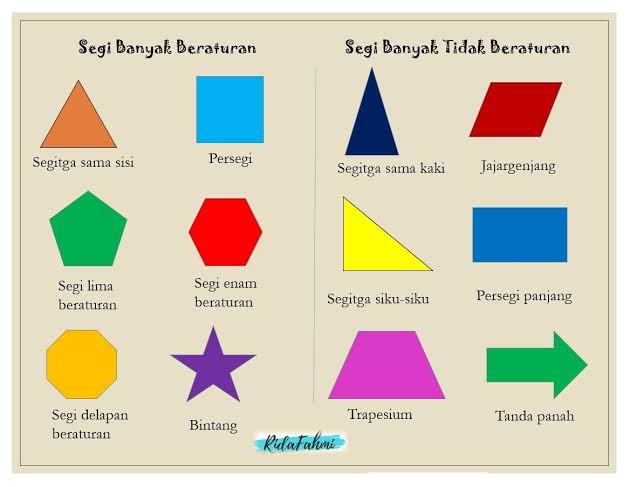 Segi Banyak Beraturan
Segitga sama sisi
Persegi
Segi lima
beraturan
Segi enam
beraturan
Segi delapan
beraturan
Bintang
Segi Banyak Tidak Beraturan
Segitga sama kaki
Jajargenjang
Segitga siku-siku
Persegi panjang
Trapesium
Tanda panah
RidaFahmi